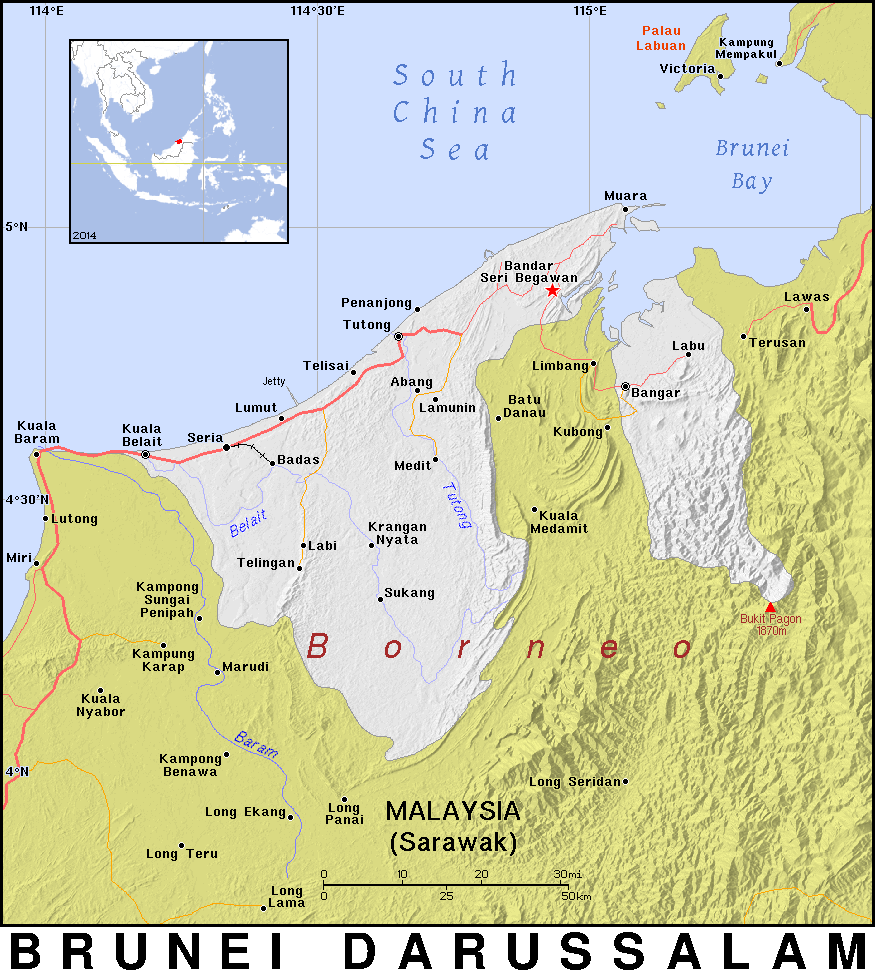 114°E
114°30'E
115°E
Palau
Labuan
Kampung
Mempakul
Victoria
South
China
Sea
Brunei
Bay
2014
5°N
Muara
Bandar
Seri Begawan
Penanjong
Tutong
Lawas
Terusan
Labu
Telisai
Limbang
Jetty
Abang
Lamunin
Bangar
Batu
Danau
Lumut
Kuala
Baram
Kuala
Belait
Seria
Kubong
Badas
Medit
4°30'N
Lutong
Belait
Tutong
Kuala
Medamit
Krangan
Nyata
Labi
Miri
Telingan
Kampong
Sungai
Penipah
Sukang
Bukit Pagon
1870m
Borneo
Kampung
Karap
Marudi
Kuala
Nyabor
Baram
Kampong
Benawa
4°N
Long Seridan
Long Ekang
Long
Panai
MALAYSIA
(Sarawak)
Long Teru
0 10 20 30mi
0 25 50km
Long
Lama
BRUNEI DARUSSALAM